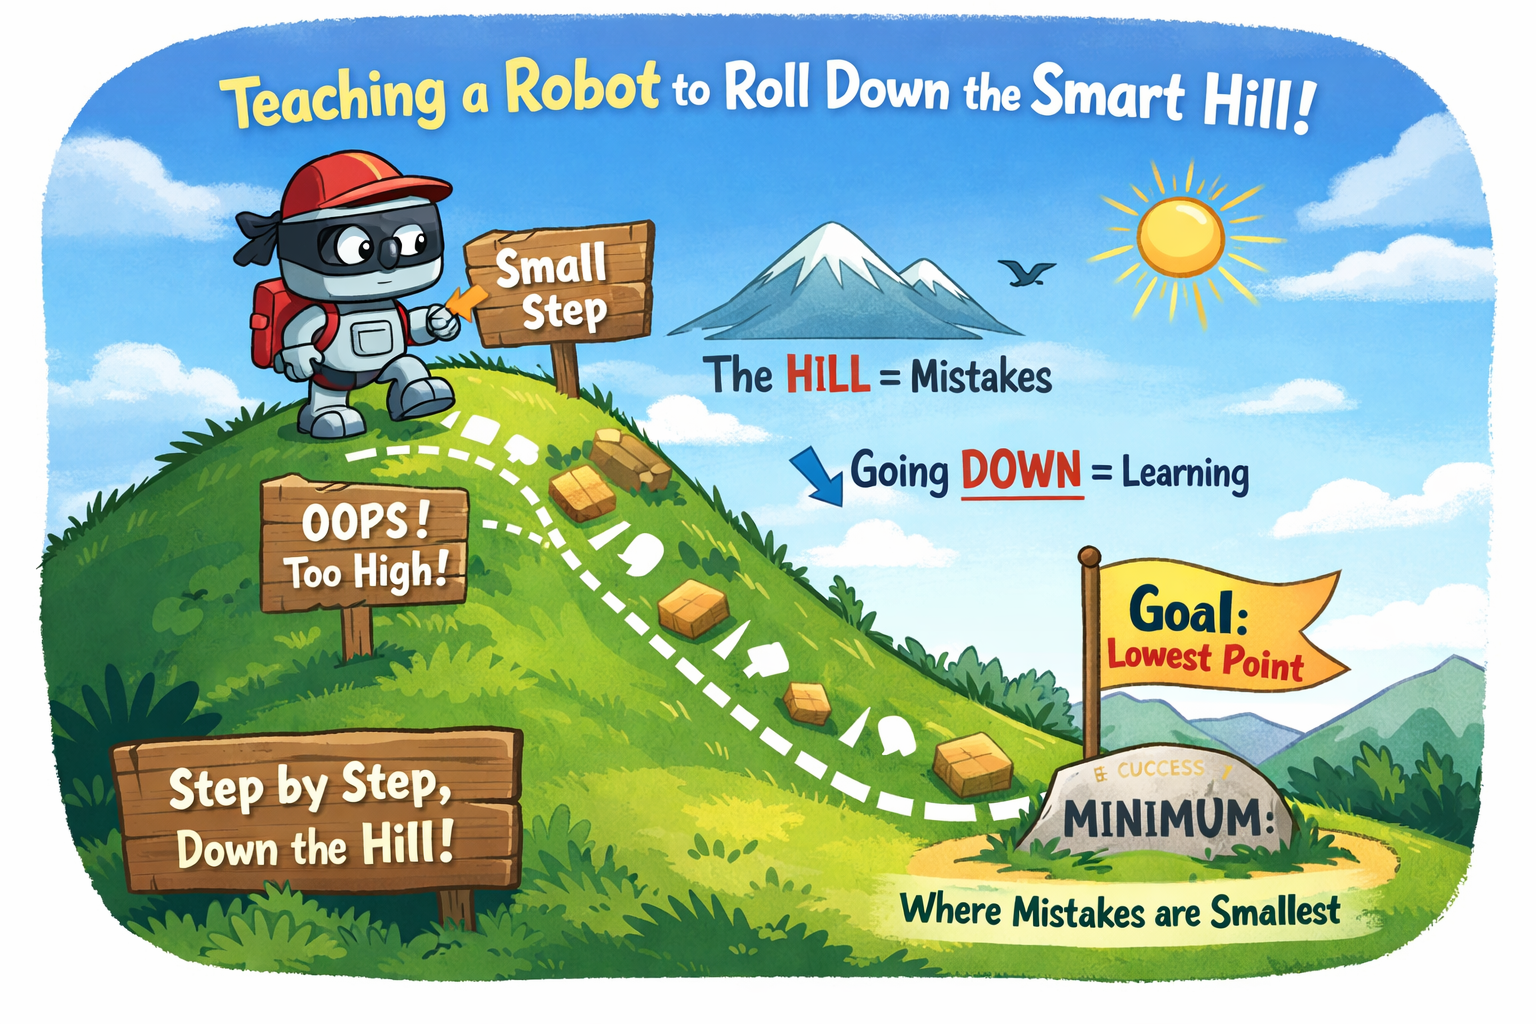 Teaching a Robot to Roll Down the Smart Hill!
Small
Step
The HILL = Mistakes
Going DOWN = Learning
OOPS!
Too High!
Goal:
Lowest Point
Step by Step,
Down the Hill!
CUCCESS
MINIMUM:
Where Mistakes are Smallest